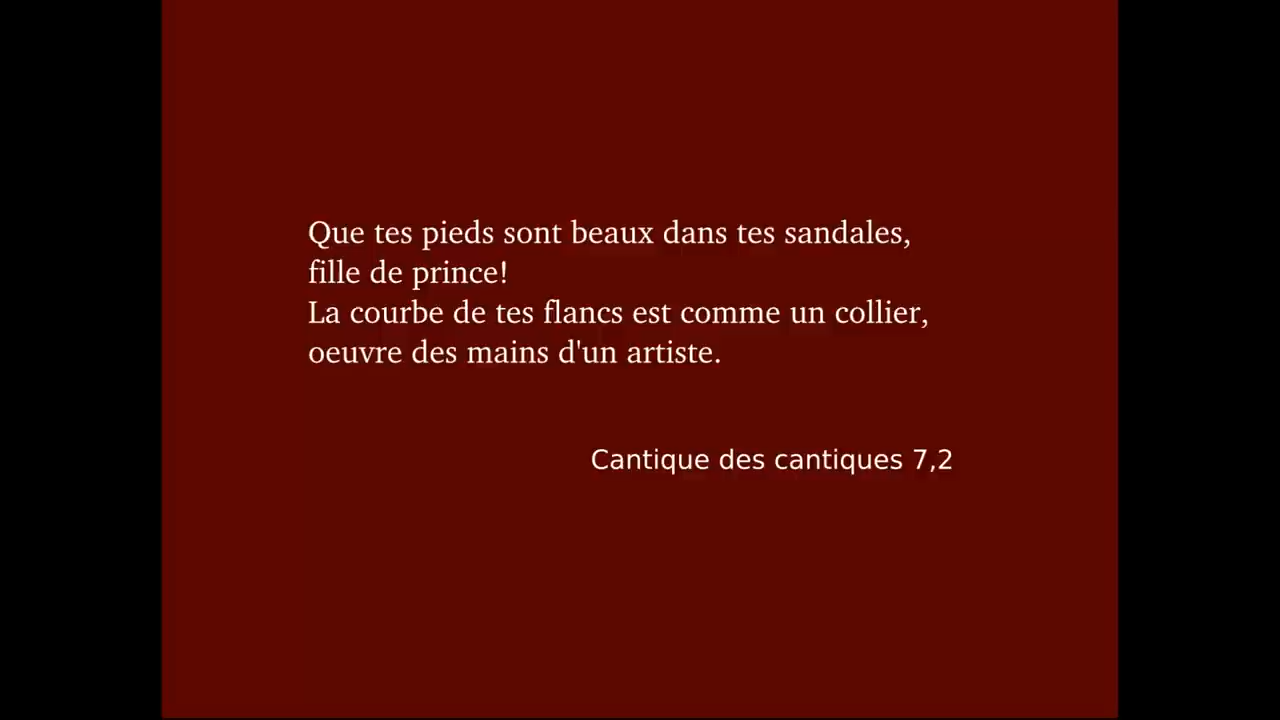 Que tes pieds sont beaux dans tes sandales,
fille de prince!
La courbe de tes flancs est comme un collier,
oeuvre des mains d'un artiste.
Cantique des cantiques 7,2